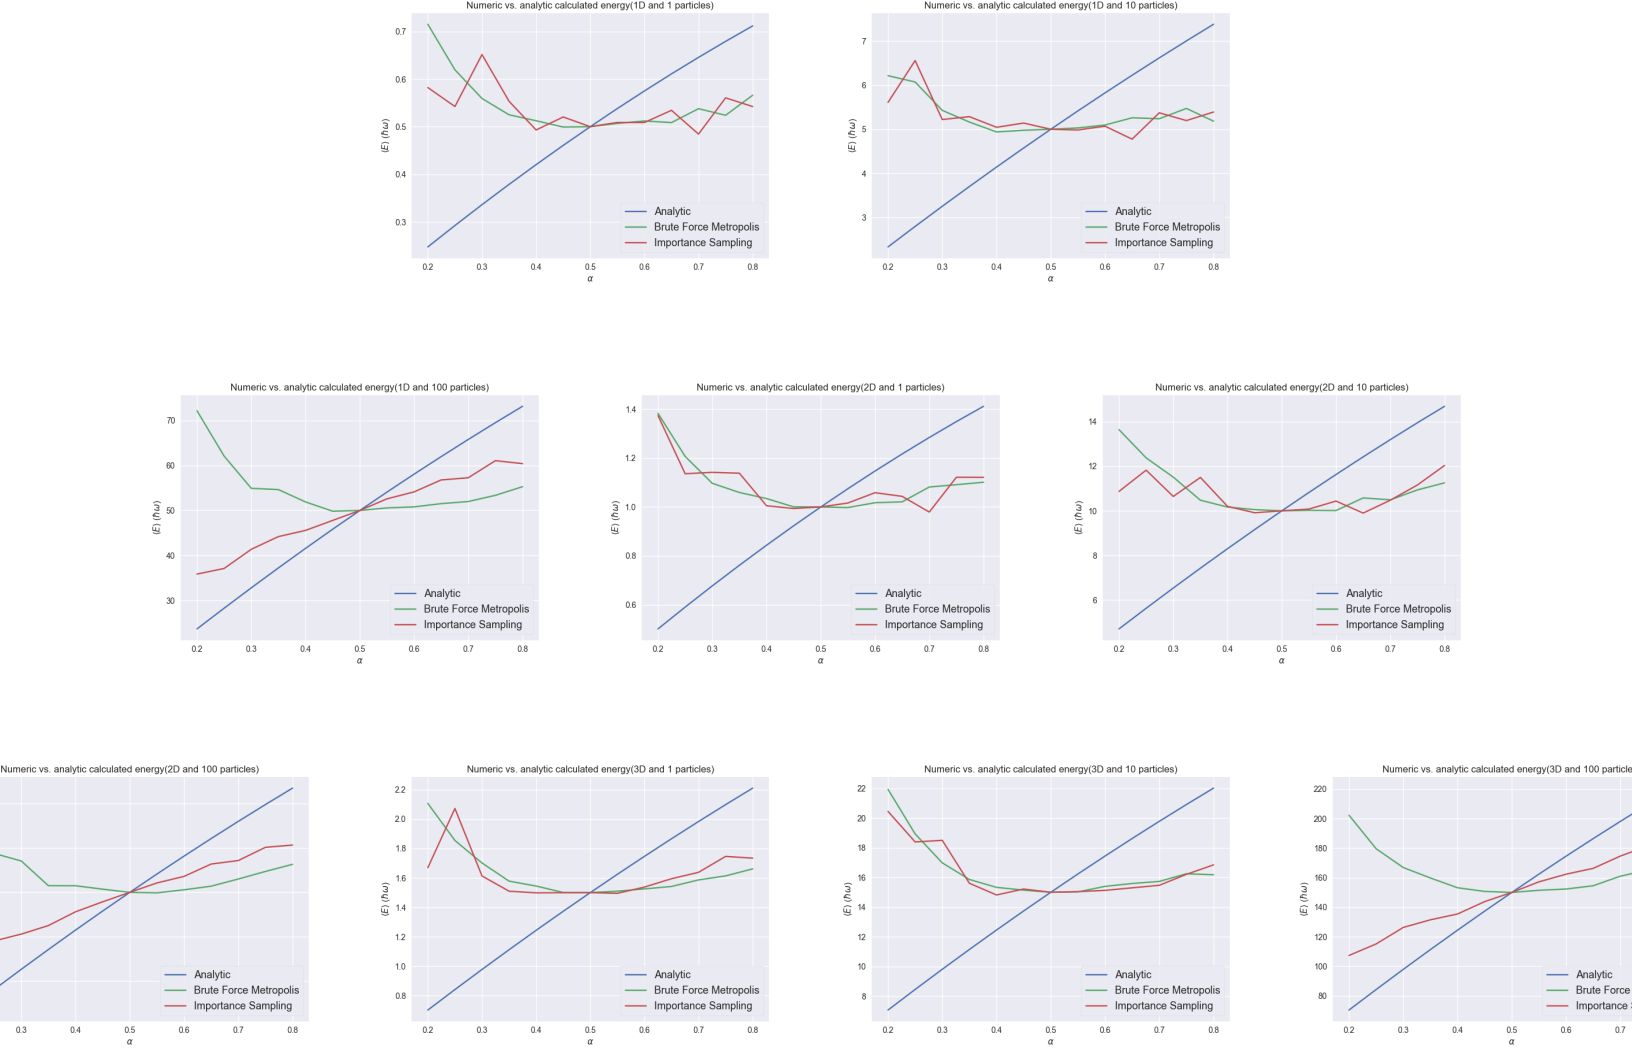 Numeric vs. analytic calculated energy(1D and 1 particles)
0.7
0.6
0.5
0.4
0.3
⟨E⟩ (ħω)
0.2 0.3 0.4 0.5 0.6 0.7 0.8
α
Analytic
Brute Force Metropolis
Importance Sampling
Numeric vs. analytic calculated energy(1D and 10 particles)
7
6
5
4
3
⟨E⟩ (ħω)
0.2 0.3 0.4 0.5 0.6 0.7 0.8
α
Analytic
Brute Force Metropolis
Importance Sampling
Numeric vs. analytic calculated energy(1D and 100 particles)
70
60
50
40
30
⟨E⟩ (ħω)
0.2 0.3 0.4 0.5 0.6 0.7 0.8
α
Analytic
Brute Force Metropolis
Importance Sampling
Numeric vs. analytic calculated energy(2D and 1 particles)
1.4
1.2
1.0
0.8
0.6
⟨E⟩ (ħω)
0.2 0.3 0.4 0.5 0.6 0.7 0.8
α
Analytic
Brute Force Metropolis
Importance Sampling
Numeric vs. analytic calculated energy(2D and 10 particles)
14
12
10
8
6
⟨E⟩ (ħω)
0.2 0.3 0.4 0.5 0.6 0.7 0.8
α
Analytic
Brute Force Metropolis
Importance Sampling
Numeric vs. analytic calculated energy(2D and 100 particles)
0.3 0.4 0.5 0.6 0.7 0.8
α
Analytic
Brute Force Metropolis
Importance Sampling
Numeric vs. analytic calculated energy(3D and 1 particles)
2.2
2.0
1.8
1.6
1.4
1.2
1.0
0.8
⟨E⟩ (ħω)
0.2 0.3 0.4 0.5 0.6 0.7 0.8
α
Analytic
Brute Force Metropolis
Importance Sampling
Numeric vs. analytic calculated energy(3D and 10 particles)
22
20
18
16
14
12
10
8
⟨E⟩ (ħω)
0.2 0.3 0.4 0.5 0.6 0.7 0.8
α
Analytic
Brute Force Metropolis
Importance Sampling
Numeric vs. analytic calculated energy(3D and 100
220
200
180
160
140
120
100
80
⟨E⟩ (ħω)
0.2 0.3 0.4 0.5 0.6 0.7
α
Analytic
Brute Force
Importance